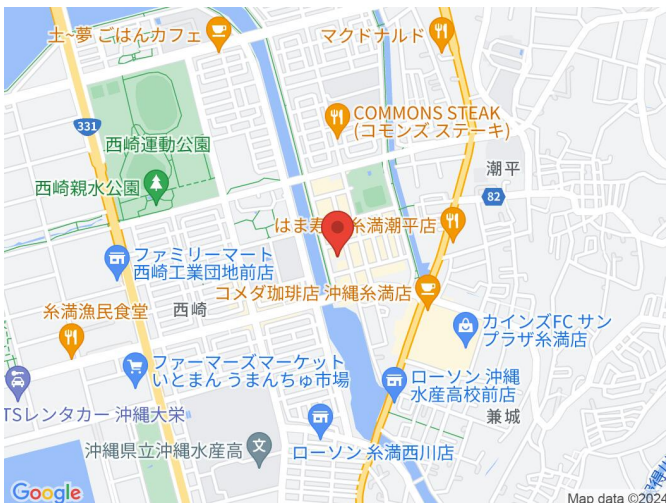 土~夢 ごはんカフェ
マクドナルド
331
COMMONS STEAK
(コモンズ ステーキ)
西崎運動公園
潮平
西崎親水公園
82
はま寿
糸満潮平店
ファミリーマート
西崎工業団地前店
コメダ珈琲店 沖縄糸満店
西崎
糸満漁民食堂
カインズFC サン
プラザ糸満店
ファーマーズマーケット
いとまん うまんちゅ市場
ローソン 沖縄
水産高校前店
TSレンタカー 沖縄大栄
兼城
沖縄県立沖縄水産高
文
ローソン 糸満西川店
Google
Map data ©2024